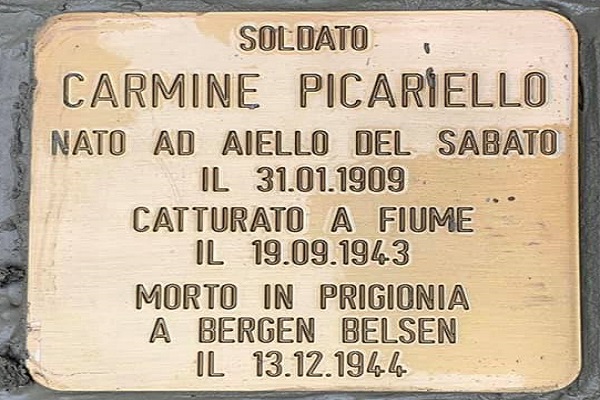 SOLDATO
CARMINE PICARIELLO
NATO AD AIELLO DEL SABATO
IL 31.01.1909
CATTURATO A FIUME
IL 19.09.1943
MORTO IN PRIGIONIA
A BERGEN BELSEN
IL 13.12.1944